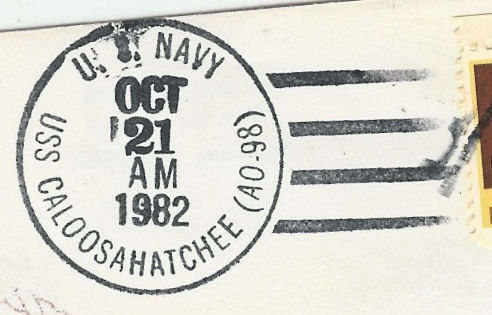 U.S. NAVY
OCT
21
AM
1982
USS CALOOSAHATCHEE (AO-98)